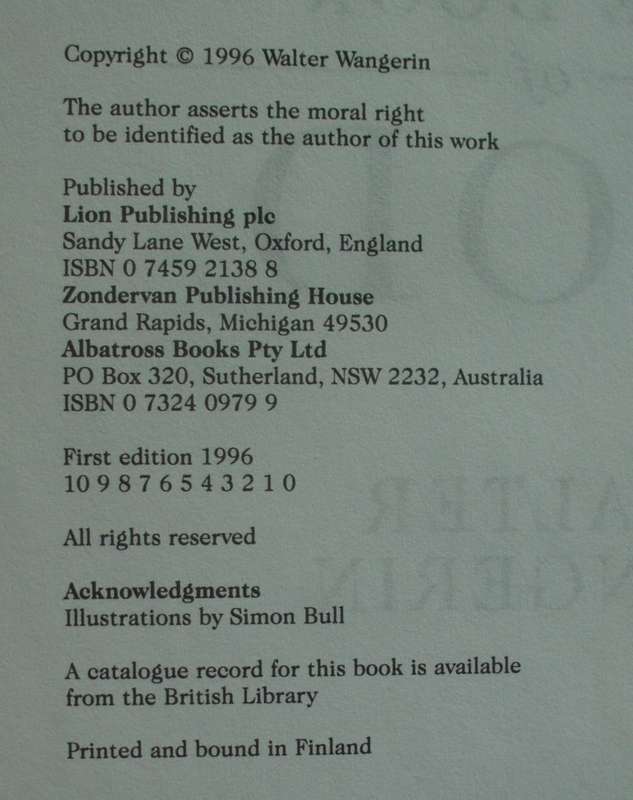 Copyright © 1996 Walter Wangerin
The author asserts the moral right
to be identified as the author of this work
Published by
Lion Publishing plc
Sandy Lane West, Oxford, England
ISBN 0 7459 2138 8
Zondervan Publishing House
Grand Rapids, Michigan 49530
Albatross Books Pty Ltd
PO Box 320, Sutherland, NSW 2232, Australia
ISBN 0 7324 0979 9
First edition 1996
10 9 8 7 6 5 4 3 2 1 0
All rights reserved
Acknowledgments
Illustrations by Simon Bull
A catalogue record for this book is available
from the British Library
Printed and bound in Finland